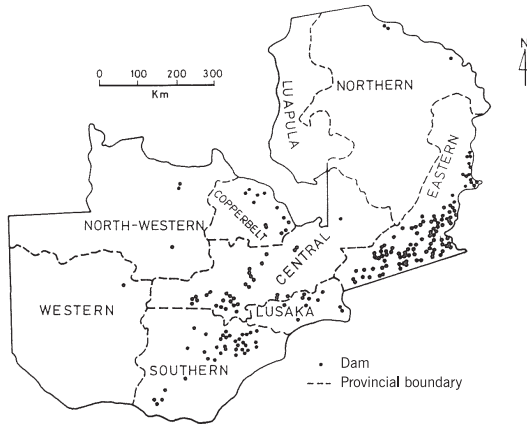 N
0 100 200 300
Km
NORTHERN
LUAPULA
EASTERN
COPPERBELT
NORTH-WESTERN
CENTRAL
WESTERN
LUSAKA
SOUTHERN
Dam
Provincial boundary